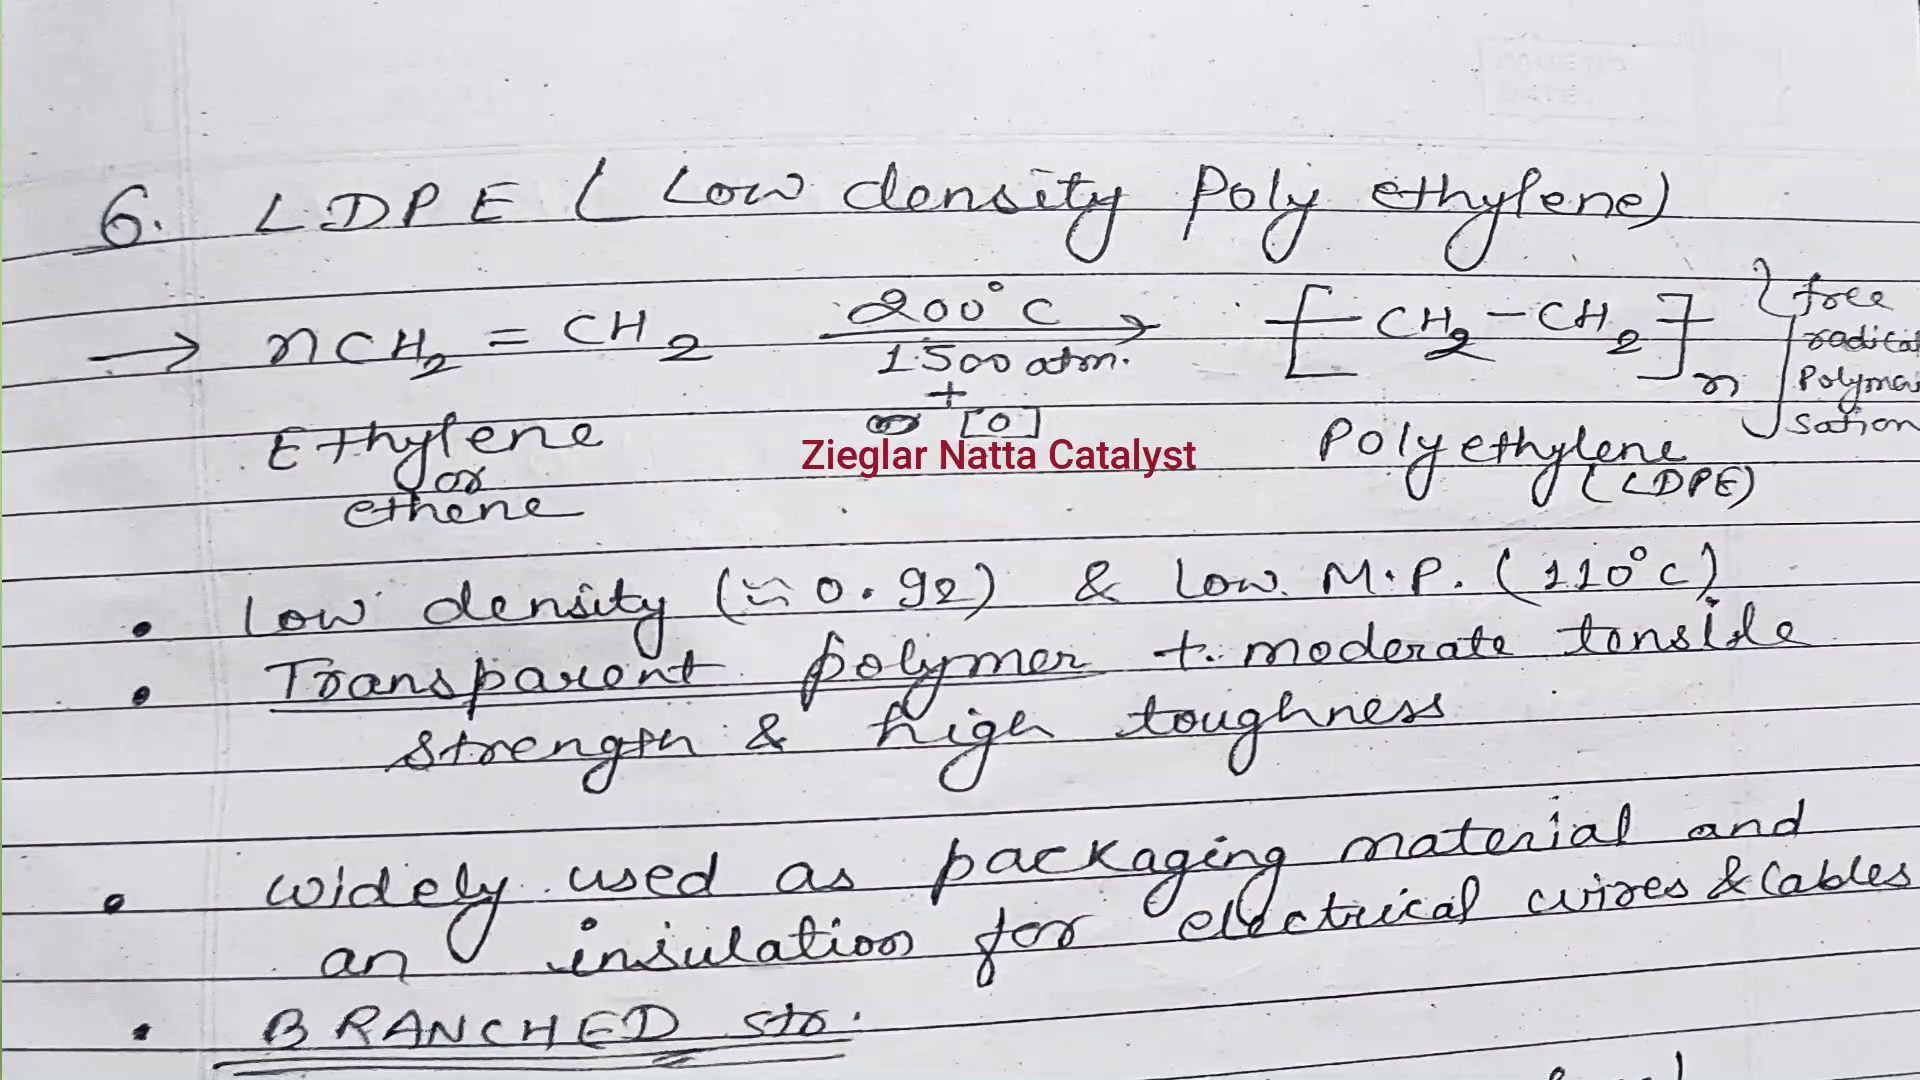 6. LDPE (Low density Poly ethylene)
→ nCH2 = CH2 200°C 1500 atm. + [O] [CH2-CH2]n } free radical Polymeri sation
Ethylene or ethene
Zieglar Natta Catalyst
Polyethylene (LDPE)
• Low density (≈ 0.92) & Low M.P. (110°C)
• Transparent polymer + moderate tensile
strength & high toughness
• widely used as packaging material and
an insulation for electrical wires & Cables
• BRANCHED str.